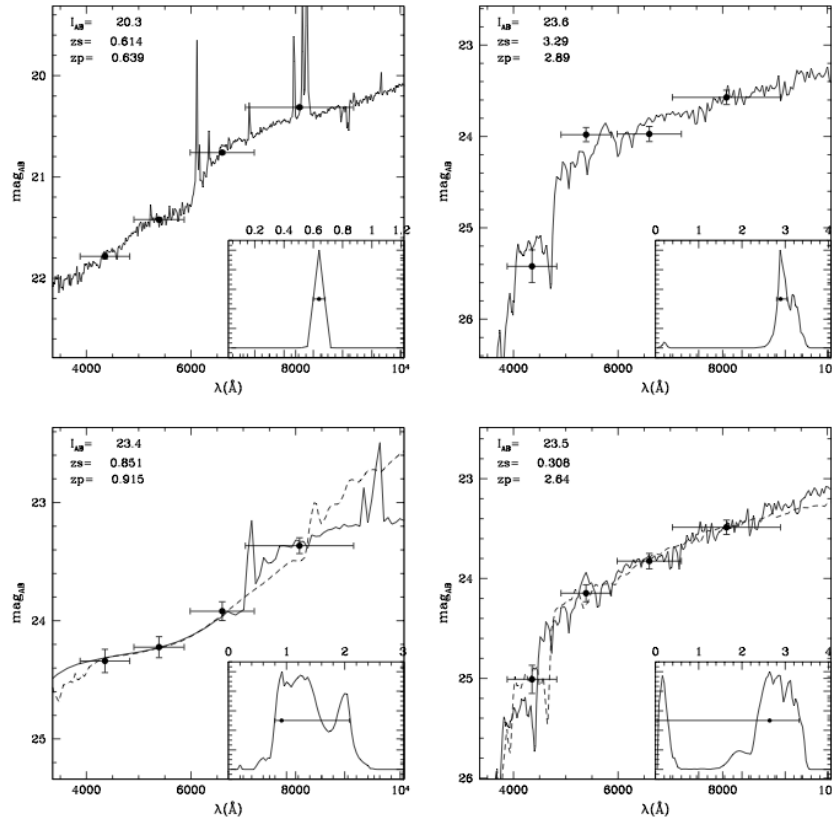 I_AB = 20.3
zs = 0.614
zp = 0.639
20
21
22
mag_AB
0.2 0.4 0.6 0.8 1 1.2
4000 6000 8000 10⁴
λ(Å)
I_AB = 23.6
zs = 3.29
zp = 2.89
23
24
25
26
mag_AB
0 1 2 3 4
4000 6000 8000 10
λ(Å)
I_AB = 23.4
zs = 0.851
zp = 0.915
23
24
25
mag_AB
0 1 2 3
4000 6000 8000 10⁴
λ(Å)
I_AB = 23.5
zs = 0.308
zp = 2.64
23
24
25
26
mag_AB
0 1 2 3 4
4000 6000 8000 10
λ(Å)